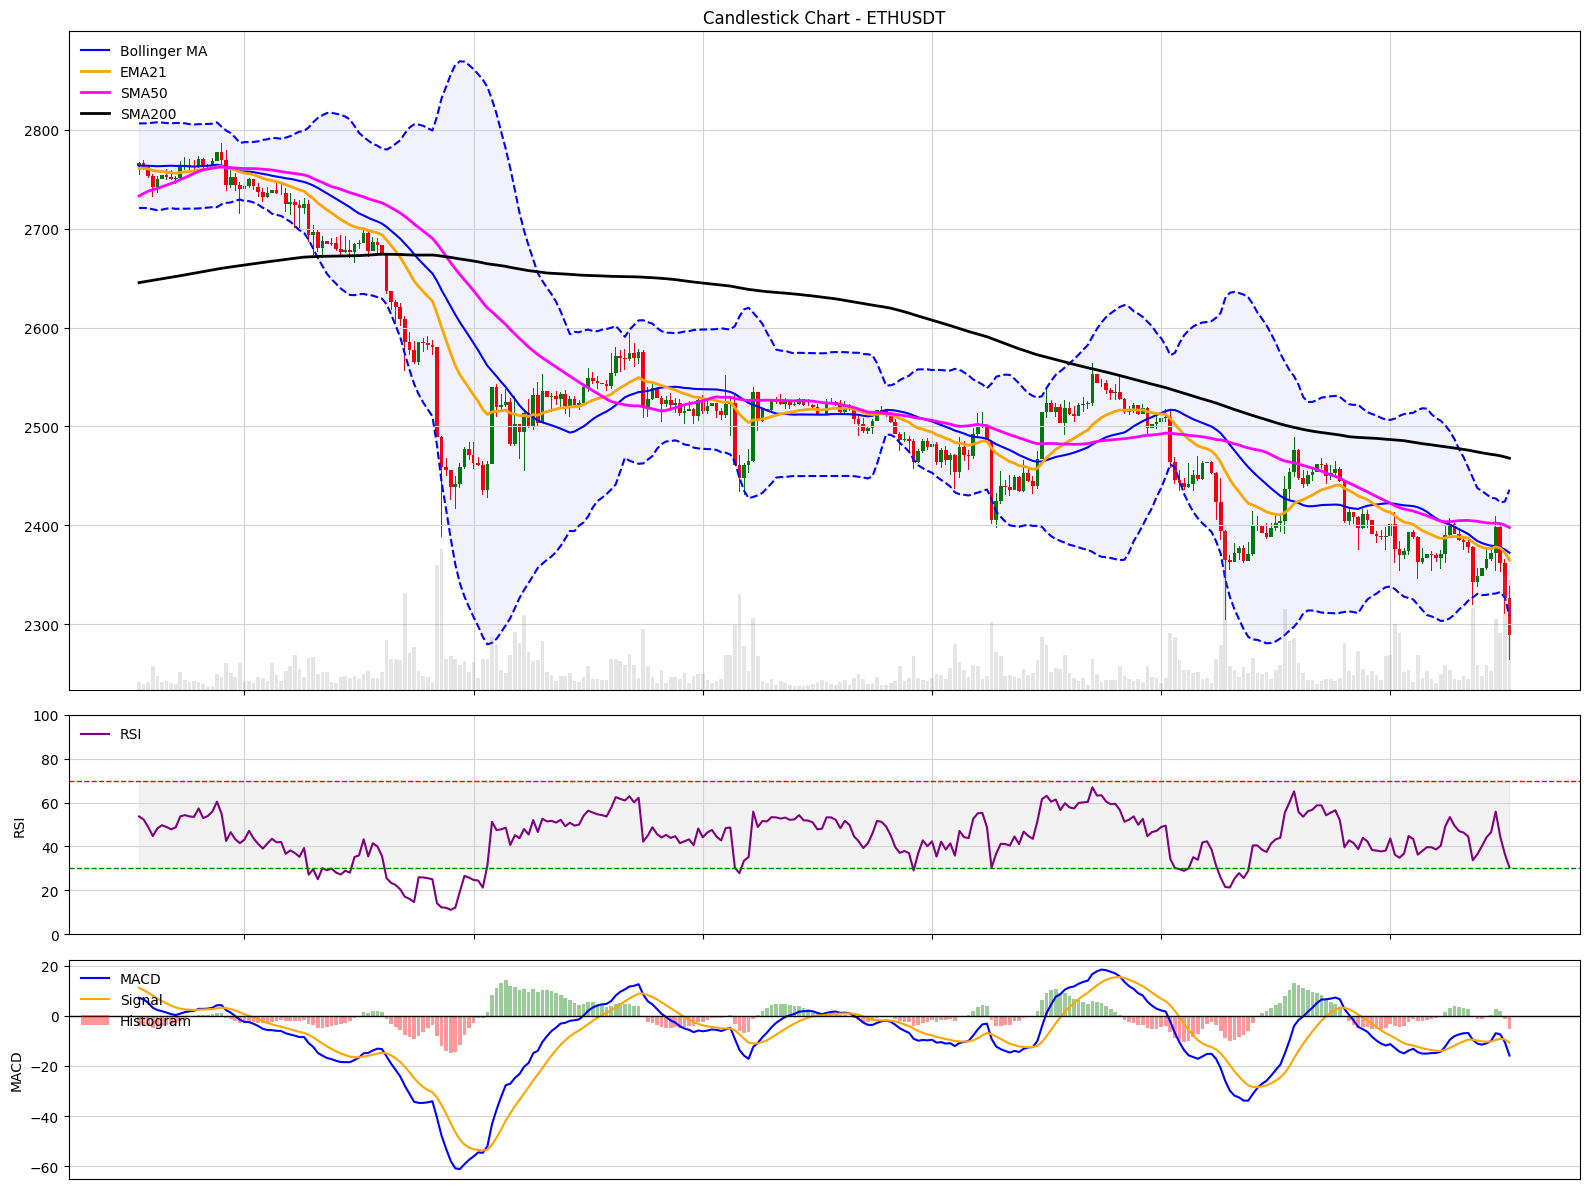 Candlestick Chart - ETHUSDT
Bollinger MA
EMA21
SMA50
SMA200
2800
2700
2600
2500
2400
2300
100
80
60
40
20
0
RSI
RSI
20
0
−20
−40
−60
MACD
MACD
Signal
Histogram